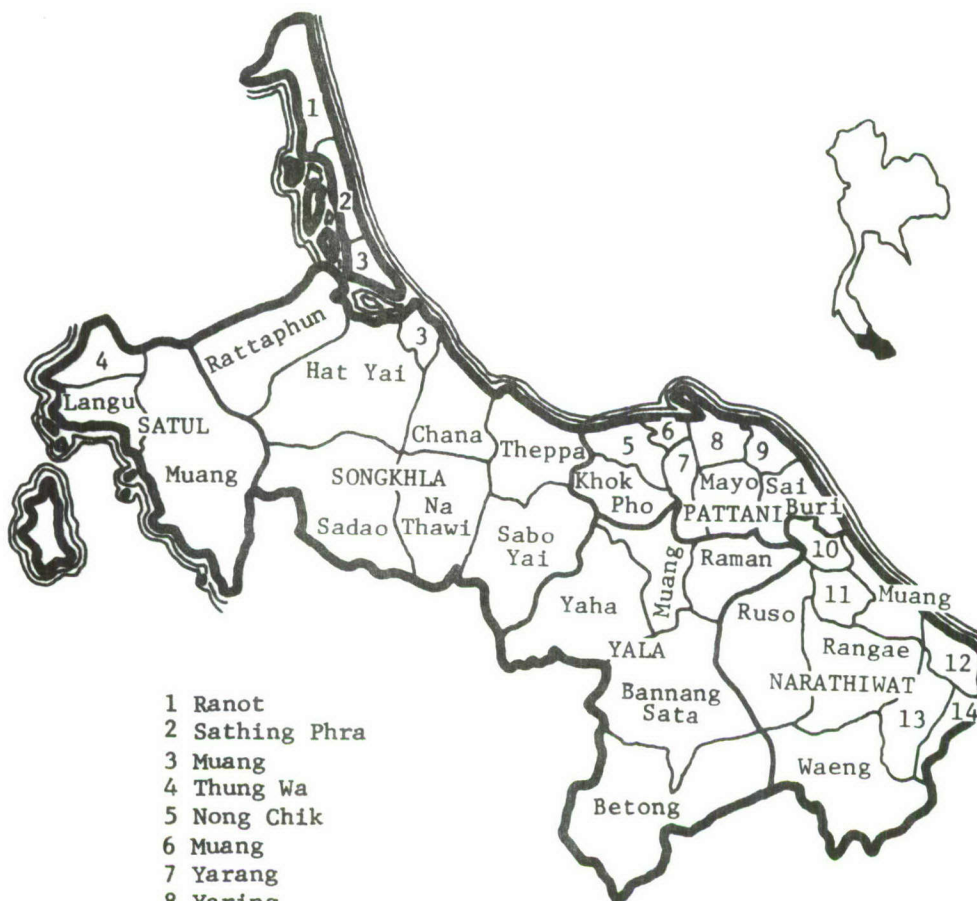 1
2
3
3
Rattaphun
4
Hat Yai
Langu
SATUL
Chana
Theppa
5
6
7
8
9
Muang
SONGKHLA
Khok
Pho
Mayo
Sai
Buri
PATTANI
Na
Thawi
Sadao
Sabo
Yai
10
Raman
Muang
11
Muang
Yaha
Ruso
Rangae
12
YALA
NARATHIWAT
Bannang
Sata
13
14
Waeng
Betong
1 Ranot
2 Sathing Phra
3 Muang
4 Thung Wa
5 Nong Chik
6 Muang
7 Yarang